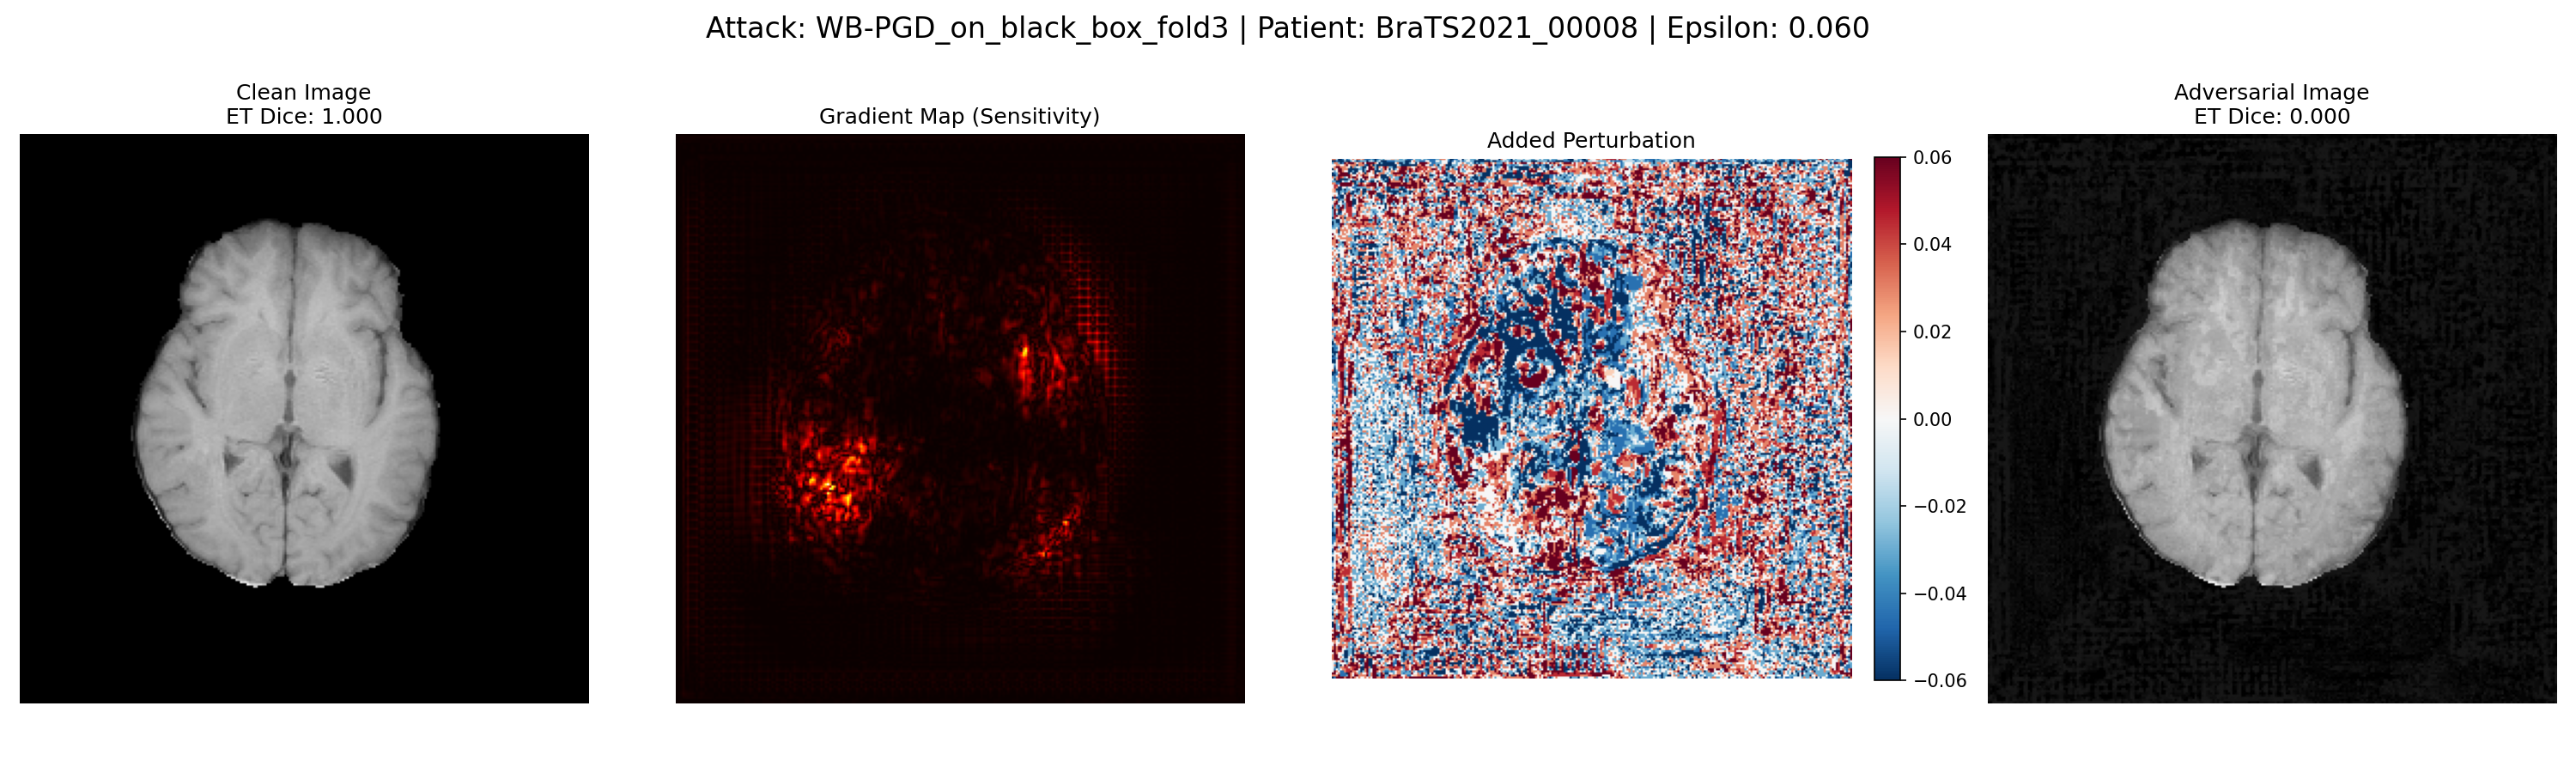 Attack: WB-PGD_on_black_box_fold3 | Patient: BraTS2021_00008 | Epsilon: 0.060
Clean Image
ET Dice: 1.000
Gradient Map (Sensitivity)
Added Perturbation
0.06
0.04
0.02
0.00
−0.02
−0.04
−0.06
Adversarial Image
ET Dice: 0.000